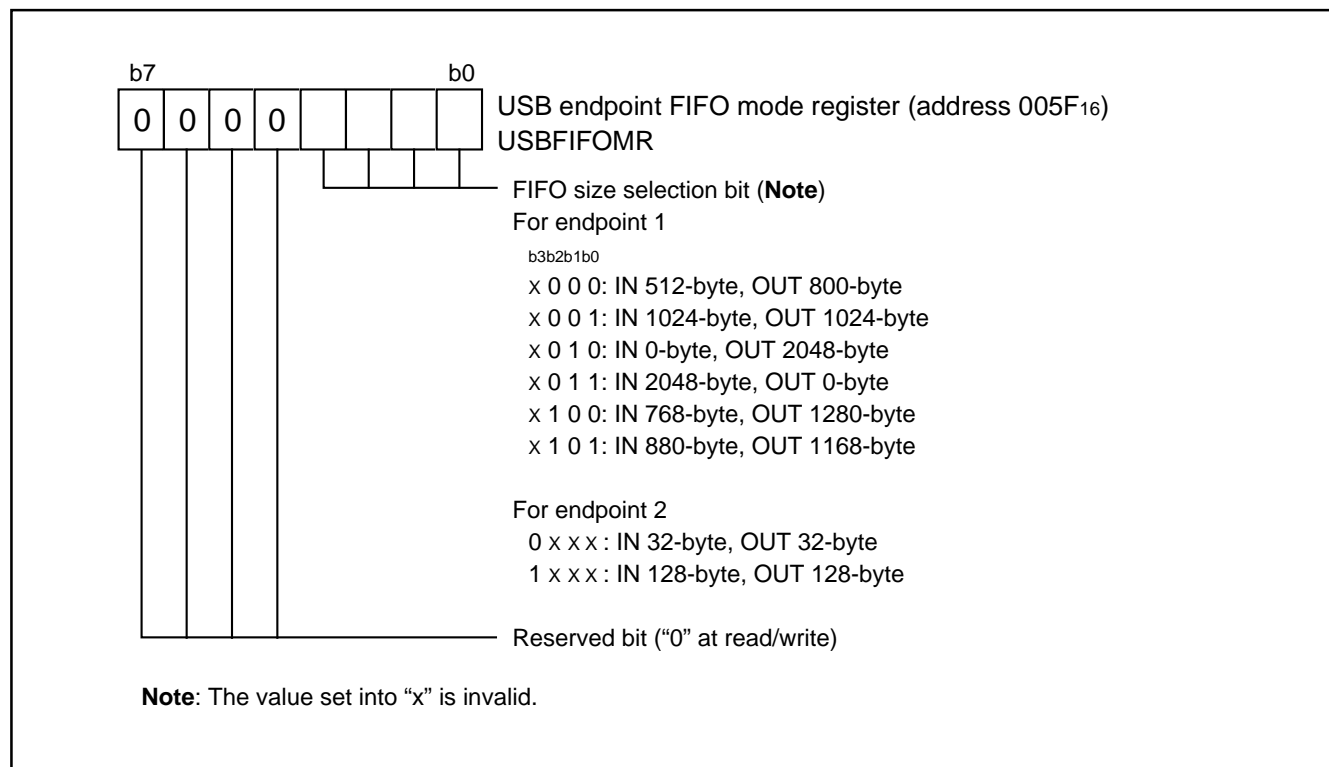 b7 b0
0 0 0 0
USB endpoint FIFO mode register (address 005F16)
USBFIFOMR
FIFO size selection bit (Note)
For endpoint 1
b3b2b1b0
x 0 0 0: IN 512-byte, OUT 800-byte
x 0 0 1: IN 1024-byte, OUT 1024-byte
x 0 1 0: IN 0-byte, OUT 2048-byte
x 0 1 1: IN 2048-byte, OUT 0-byte
x 1 0 0: IN 768-byte, OUT 1280-byte
x 1 0 1: IN 880-byte, OUT 1168-byte
For endpoint 2
0 x x x : IN 32-byte, OUT 32-byte
1 x x x : IN 128-byte, OUT 128-byte
Reserved bit (“0” at read/write)
Note: The value set into “x” is invalid.